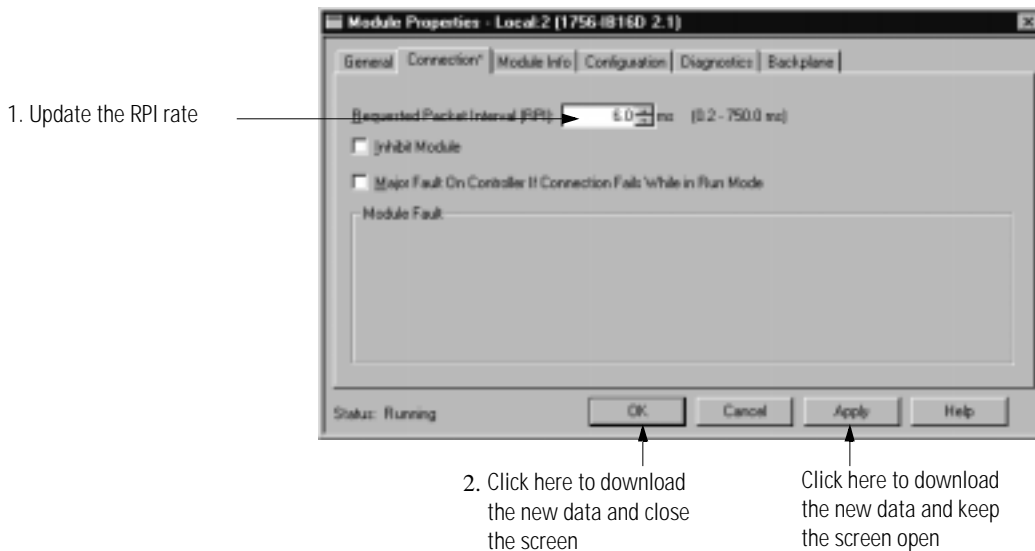 Module Properties - Local:2 (1756-IB16D 2.1)
General Connection* Module Info Configuration Diagnostics Backplane
1. Update the RPI rate
Requested Packet Interval (RPI): 6.0 ms (0.2 - 750.0 ms)
Inhibit Module
Major Fault On Controller If Connection Fails While in Run Mode
Module Fault
Status: Running OK Cancel Apply Help
2. Click here to download
the new data and close
the screen
Click here to download
the new data and keep
the screen open